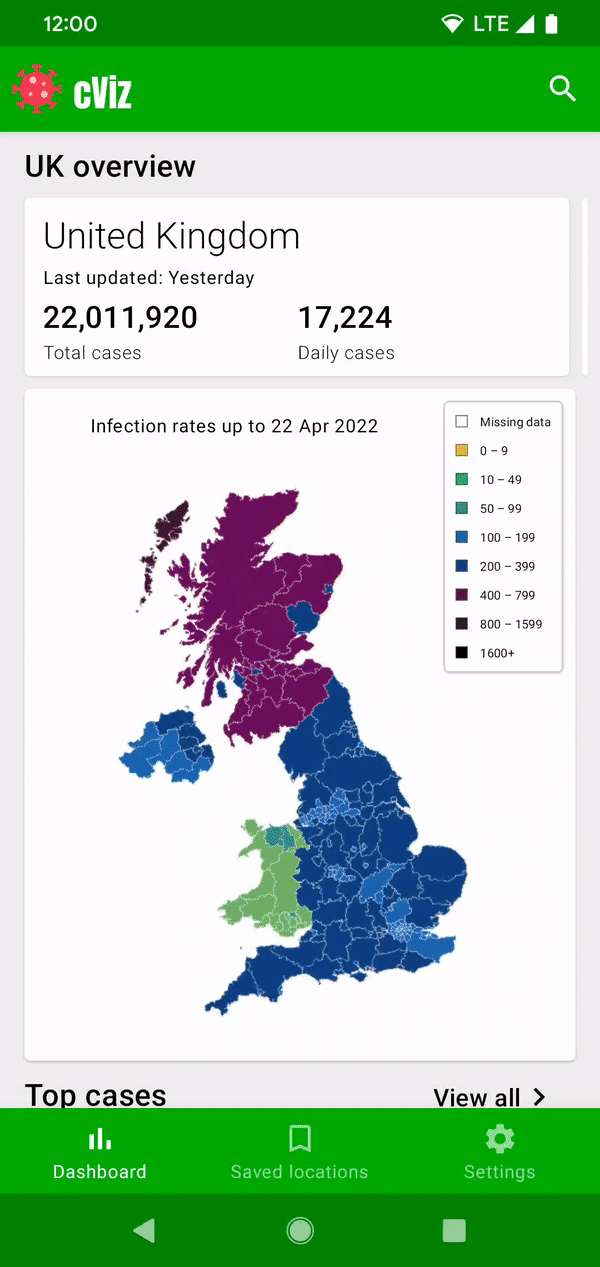 12:00 LTE
cViz
UK overview
United Kingdom
Last updated: Yesterday
22,011,920 17,224
Total cases Daily cases
Infection rates up to 22 Apr 2022
Missing data
0 – 9
10 – 49
50 – 99
100 – 199
200 – 399
400 – 799
800 – 1599
1600+
Top cases View all
Dashboard Saved locations Settings